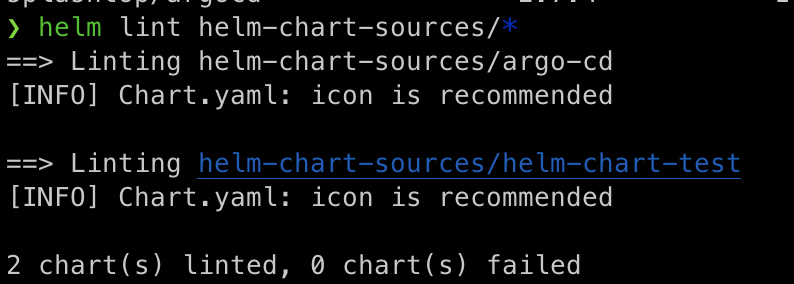 ❯ helm lint helm-chart-sources/*
==> Linting helm-chart-sources/argo-cd
[INFO] Chart.yaml: icon is recommended
==> Linting helm-chart-sources/helm-chart-test
[INFO] Chart.yaml: icon is recommended
2 chart(s) linted, 0 chart(s) failed